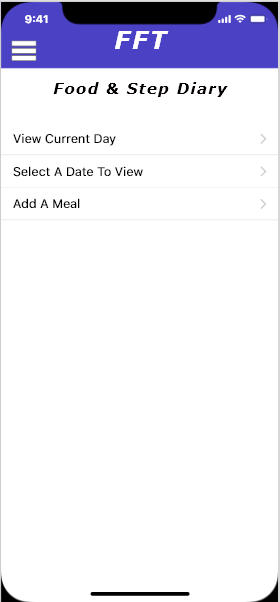 9:41
FFT
Food & Step Diary
View Current Day
Select A Date To View
Add A Meal